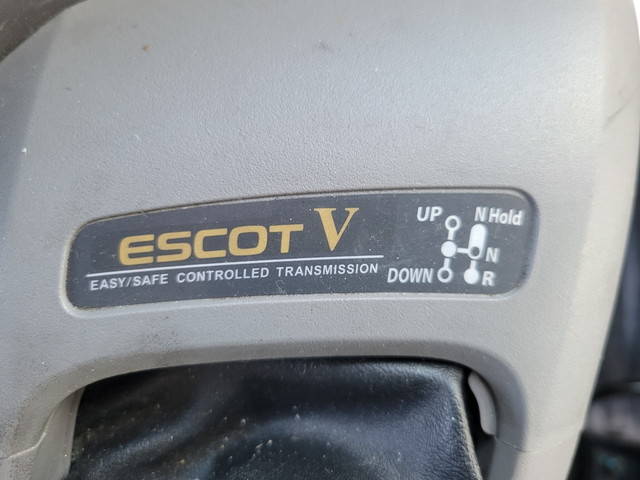 ESCOT V
EASY/SAFE CONTROLLED TRANSMISSION
UP N Hold
N
DOWN R